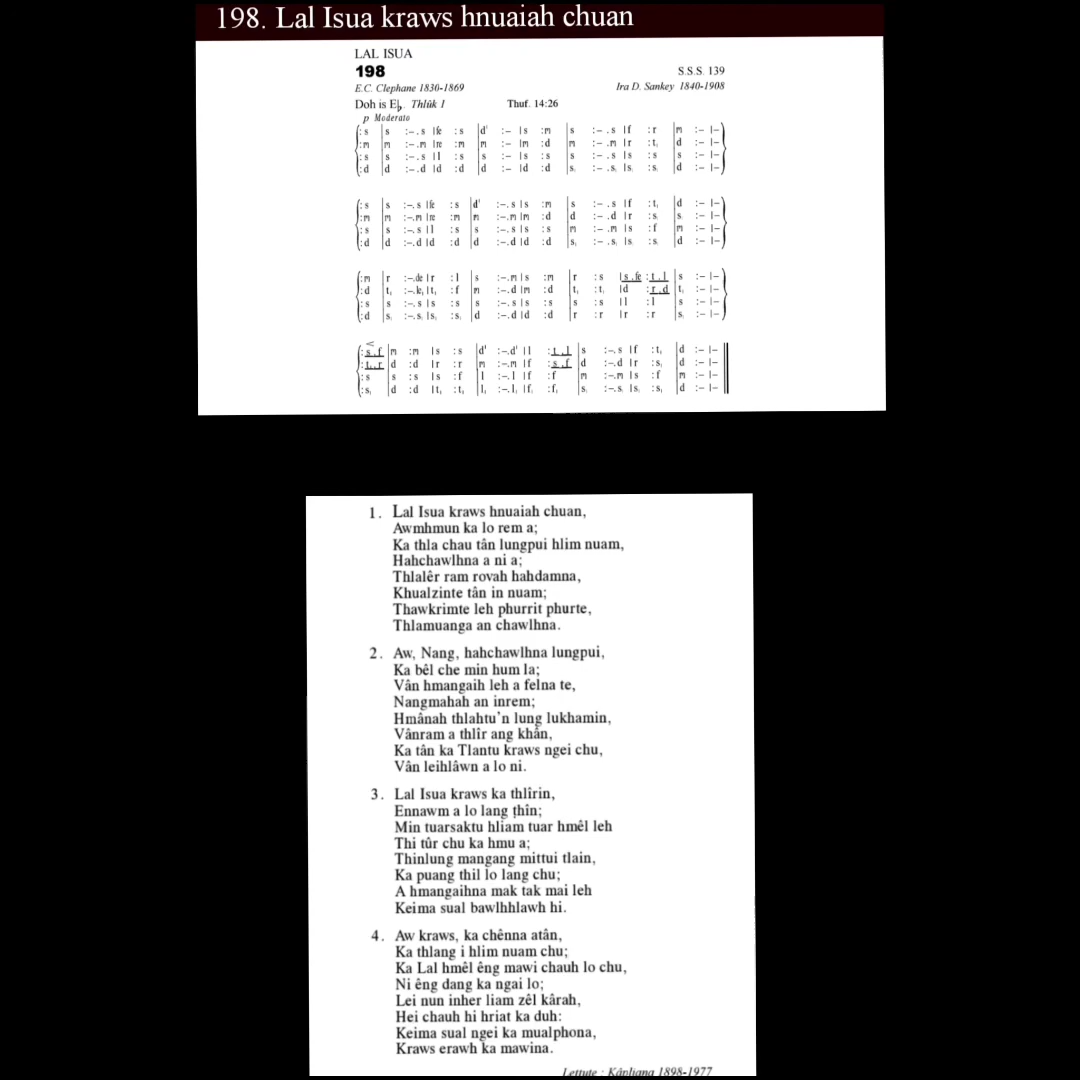 198. Lal Isua kraws hnuaiah chuan
LAL ISUA
198
S.S.S. 139
E.C. Clephane 1830-1869
Ira D. Sankey 1840-1908
Doh is E♭. Thlûk 1
Thuf. 14:26
p Moderato
:s |s :–.s |fe :s |d' :– |s :m |s :–.s |f :r |m :– |–
:m |m :–.m |re :m |m :– |m :d |m :–.m |r :t, |d :– |–
:s |s :–.s |l :s |s :– |s :s |s :–.s |s :s |s :– |–
:d |d :–.d |d :d |d :– |d :d |s, :–.s, |s, :s, |d :– |–
:s |s :–.s |fe :s |d' :–.s |s :m |s :–.s |f :t, |d :– |–
:m |m :–.m |re :m |m :–.m |m :d |d :–.d |r :s, |s, :– |–
:s |s :–.s |l :s |s :–.s |s :s |m :–.m |s :f |m :– |–
:d |d :–.d |d :d |d :–.d |d :d |s, :–.s, |s, :s, |d :– |–
:m |r :–.de |r :l |s :–.m |s :m |r :s |s.fe :t.l |s :– |–
:d |t, :–.k, |t, :f |m :–.d |m :d |t, :t, |d :r.d |t, :– |–
:s |s :–.s |s :s |s :–.s |s :s |s :s |l :l |s :– |–
:d |s, :–.s, |s, :s, |d :–.d |d :d |r :r |r :r |s, :– |–
<
:s.f |m :m |s :s |d' :–.d' |l :t.l |s :–.s |f :t, |d :– |–
:t,.r |d :d |r :r |m :–.m |f :s.f |d :–.d |r :s, |d :– |–
:s |s :s |s :f |l :–.l |f :f |m :–.m |s :f |m :– |–
:s, |d :d |t, :t, |l, :–.l, |f, :f, |s, :–.s, |s, :s, |d :– |–
1. Lal Isua kraws hnuaiah chuan,
Awmhmun ka lo rem a;
Ka thla chau tân lungpui hlim nuam,
Hahchawlhna a ni a;
Thlalêr ram rovah hahdamna,
Khualzinte tân in nuam;
Thawkrimte leh phurrit phurte,
Thlamuanga an chawlhna.
2. Aw, Nang, hahchawlhna lungpui,
Ka bêl che min hum la;
Vân hmangaih leh a felna te,
Nangmahah an inrem;
Hmânah thlahtu'n lung lukhamin,
Vânram a thlîr ang khân,
Ka tân ka Tlantu kraws ngei chu,
Vân leihlâwn a lo ni.
3. Lal Isua kraws ka thlîrin,
Ennawm a lo lang ṭhîn;
Min tuarsaktu hliam tuar hmêl leh
Thi tûr chu ka hmu a;
Thinlung mangang mittui tlain,
Ka puang thil lo lang chu;
A hmangaihna mak tak mai leh
Keima sual bawlhhlawh hi.
4. Aw kraws, ka chênna atân,
Ka thlang i hlim nuam chu;
Ka Lal hmêl êng mawi chauh lo chu,
Ni êng dang ka ngai lo;
Lei nun inher liam zêl kârah,
Hei chauh hi hriat ka duh:
Keima sual ngei ka mualphona,
Kraws erawh ka mawina.
Lettute : Kâpliana 1898-1977